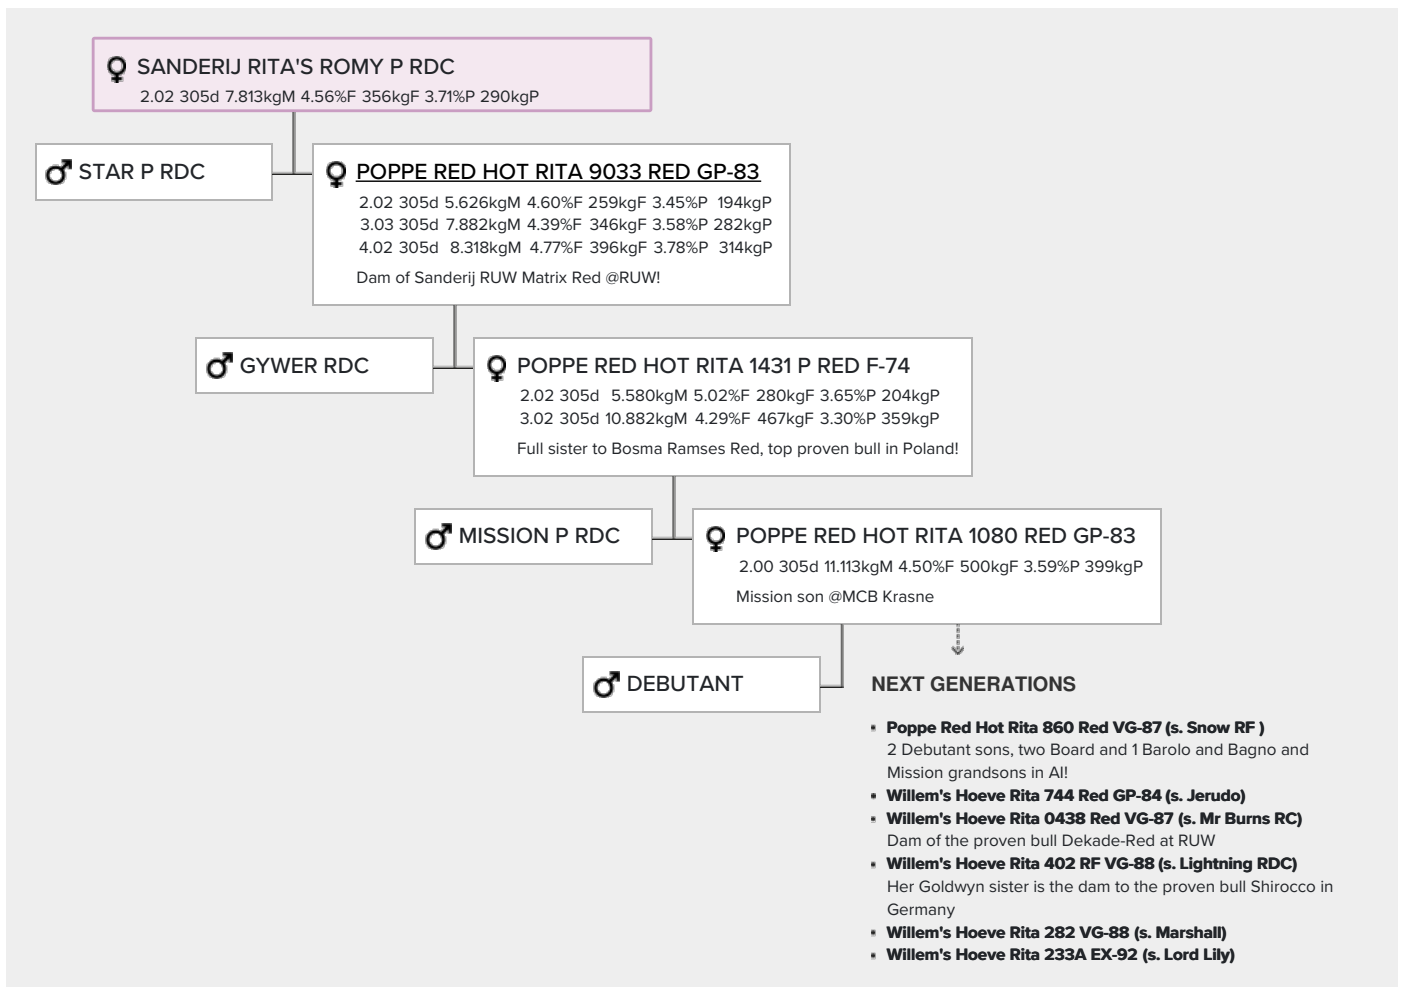 SANDERIJ RITA'S ROMY P RDC
2.02 305d 7.813kgM 4.56%F 356kgF 3.71%P 290kgP
STAR P RDC
POPPE RED HOT RITA 9033 RED GP-83
2.02 305d 5.626kgM 4.60%F 259kgF 3.45%P 194kgP
3.03 305d 7.882kgM 4.39%F 346kgF 3.58%P 282kgP
4.02 305d 8.318kgM 4.77%F 396kgF 3.78%P 314kgP
Dam of Sanderij RUW Matrix Red @RUW!
GYWER RDC
POPPE RED HOT RITA 1431 P RED F-74
2.02 305d 5.580kgM 5.02%F 280kgF 3.65%P 204kgP
3.02 305d 10.882kgM 4.29%F 467kgF 3.30%P 359kgP
Full sister to Bosma Ramses Red, top proven bull in Poland!
MISSION P RDC
POPPE RED HOT RITA 1080 RED GP-83
2.00 305d 11.113kgM 4.50%F 500kgF 3.59%P 399kgP
Mission son @MCB Krasne
DEBUTANT
NEXT GENERATIONS
▪ Poppe Red Hot Rita 860 Red VG-87 (s. Snow RF )
2 Debutant sons, two Board and 1 Barolo and Bagno and
Mission grandsons in AI!
▪ Willem's Hoeve Rita 744 Red GP-84 (s. Jerudo)
▪ Willem's Hoeve Rita 0438 Red VG-87 (s. Mr Burns RC)
Dam of the proven bull Dekade-Red at RUW
▪ Willem's Hoeve Rita 402 RF VG-88 (s. Lightning RDC)
Her Goldwyn sister is the dam to the proven bull Shirocco in
Germany
▪ Willem's Hoeve Rita 282 VG-88 (s. Marshall)
▪ Willem's Hoeve Rita 233A EX-92 (s. Lord Lily)